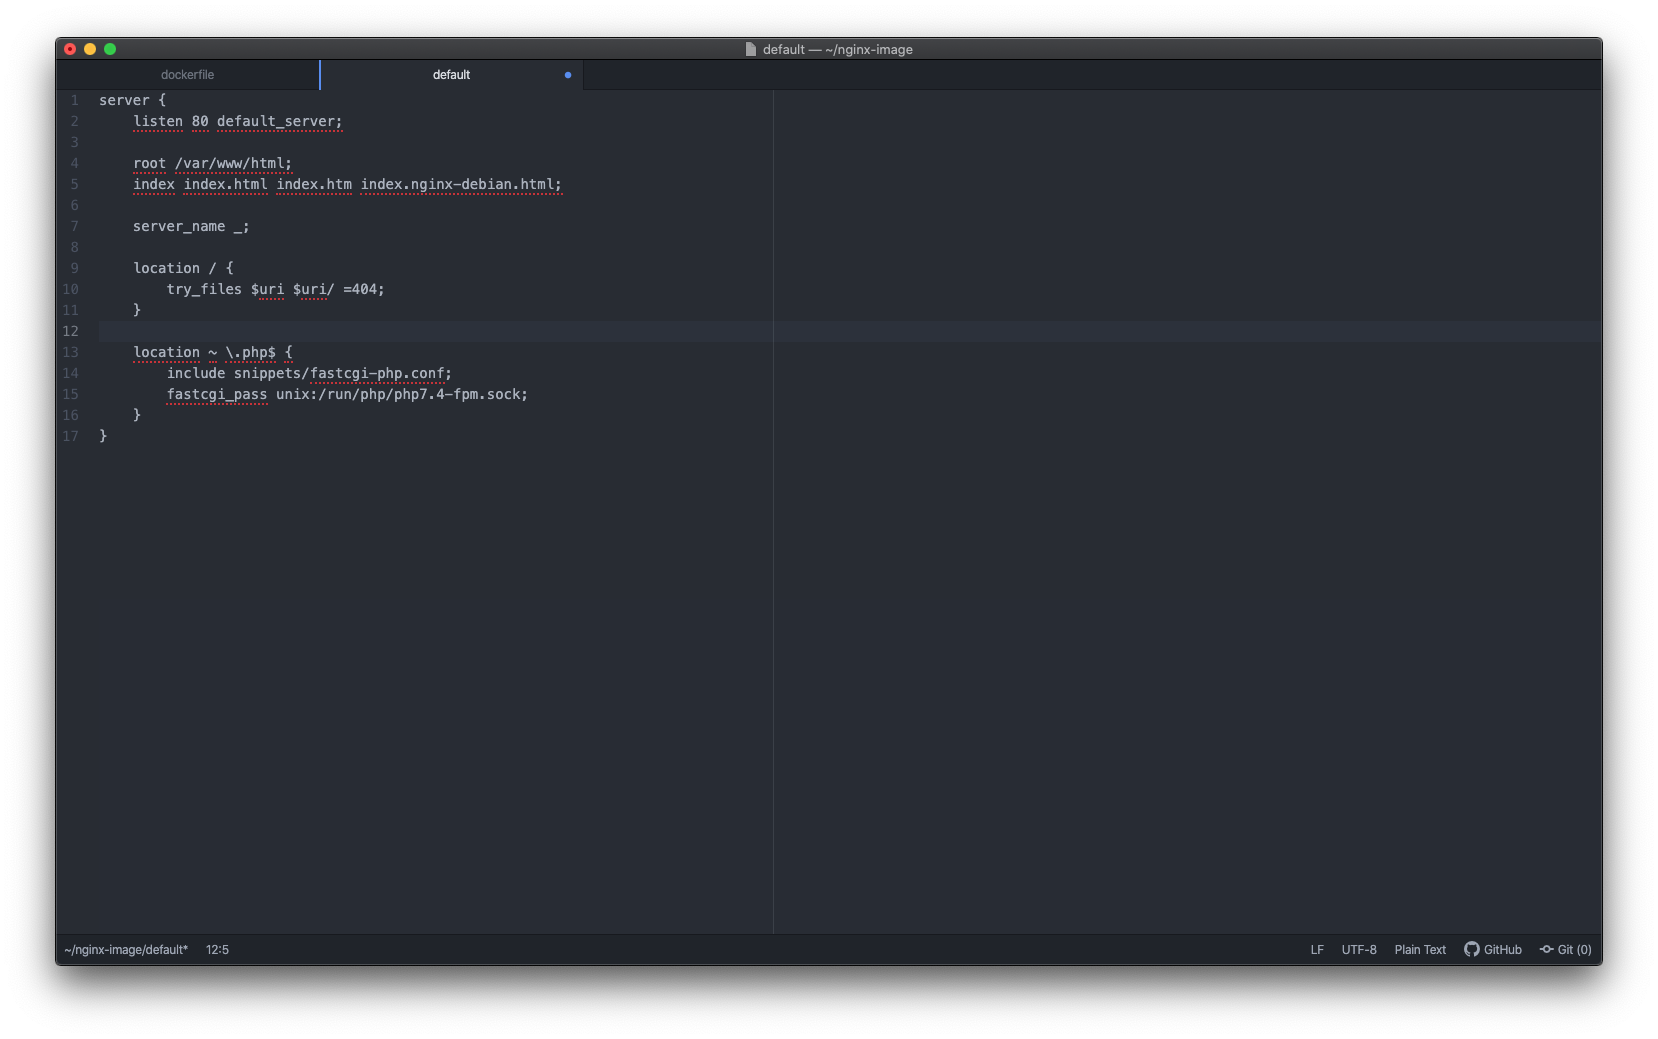 default — ~/nginx-image
dockerfile
default
1 server {
2     listen 80 default_server;
3
4     root /var/www/html;
5     index index.html index.htm index.nginx-debian.html;
6
7     server_name _;
8
9     location / {
10         try_files $uri $uri/ =404;
11     }
12
13     location ~ \.php$ {
14         include snippets/fastcgi-php.conf;
15         fastcgi_pass unix:/run/php/php7.4-fpm.sock;
16     }
17 }
~/nginx-image/default* 12:5 LF UTF-8 Plain Text GitHub Git (0)